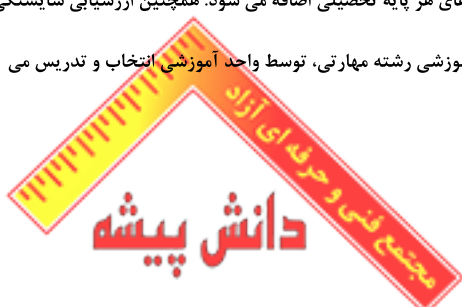 های هر پایه تحصیلی اضافه می شود. همچنین ارزشیابی شایستگی
وزشی رشته مهارتی، توسط واحد آموزشی انتخاب و تدریس می
مجتمع فنی و حرفه ای آزاد
دانش پیشه